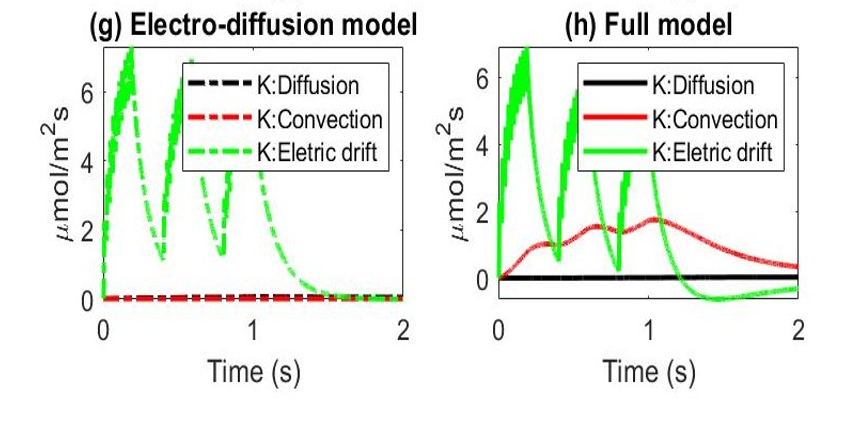 (g) Electro-diffusion model
K:Diffusion
K:Convection
K:Eletric drift
μmol/m²s
6
4
2
0
0 1 2
Time (s)
(h) Full model
K:Diffusion
K:Convection
K:Eletric drift
μmol/m²s
6
4
2
0
0 1 2
Time (s)